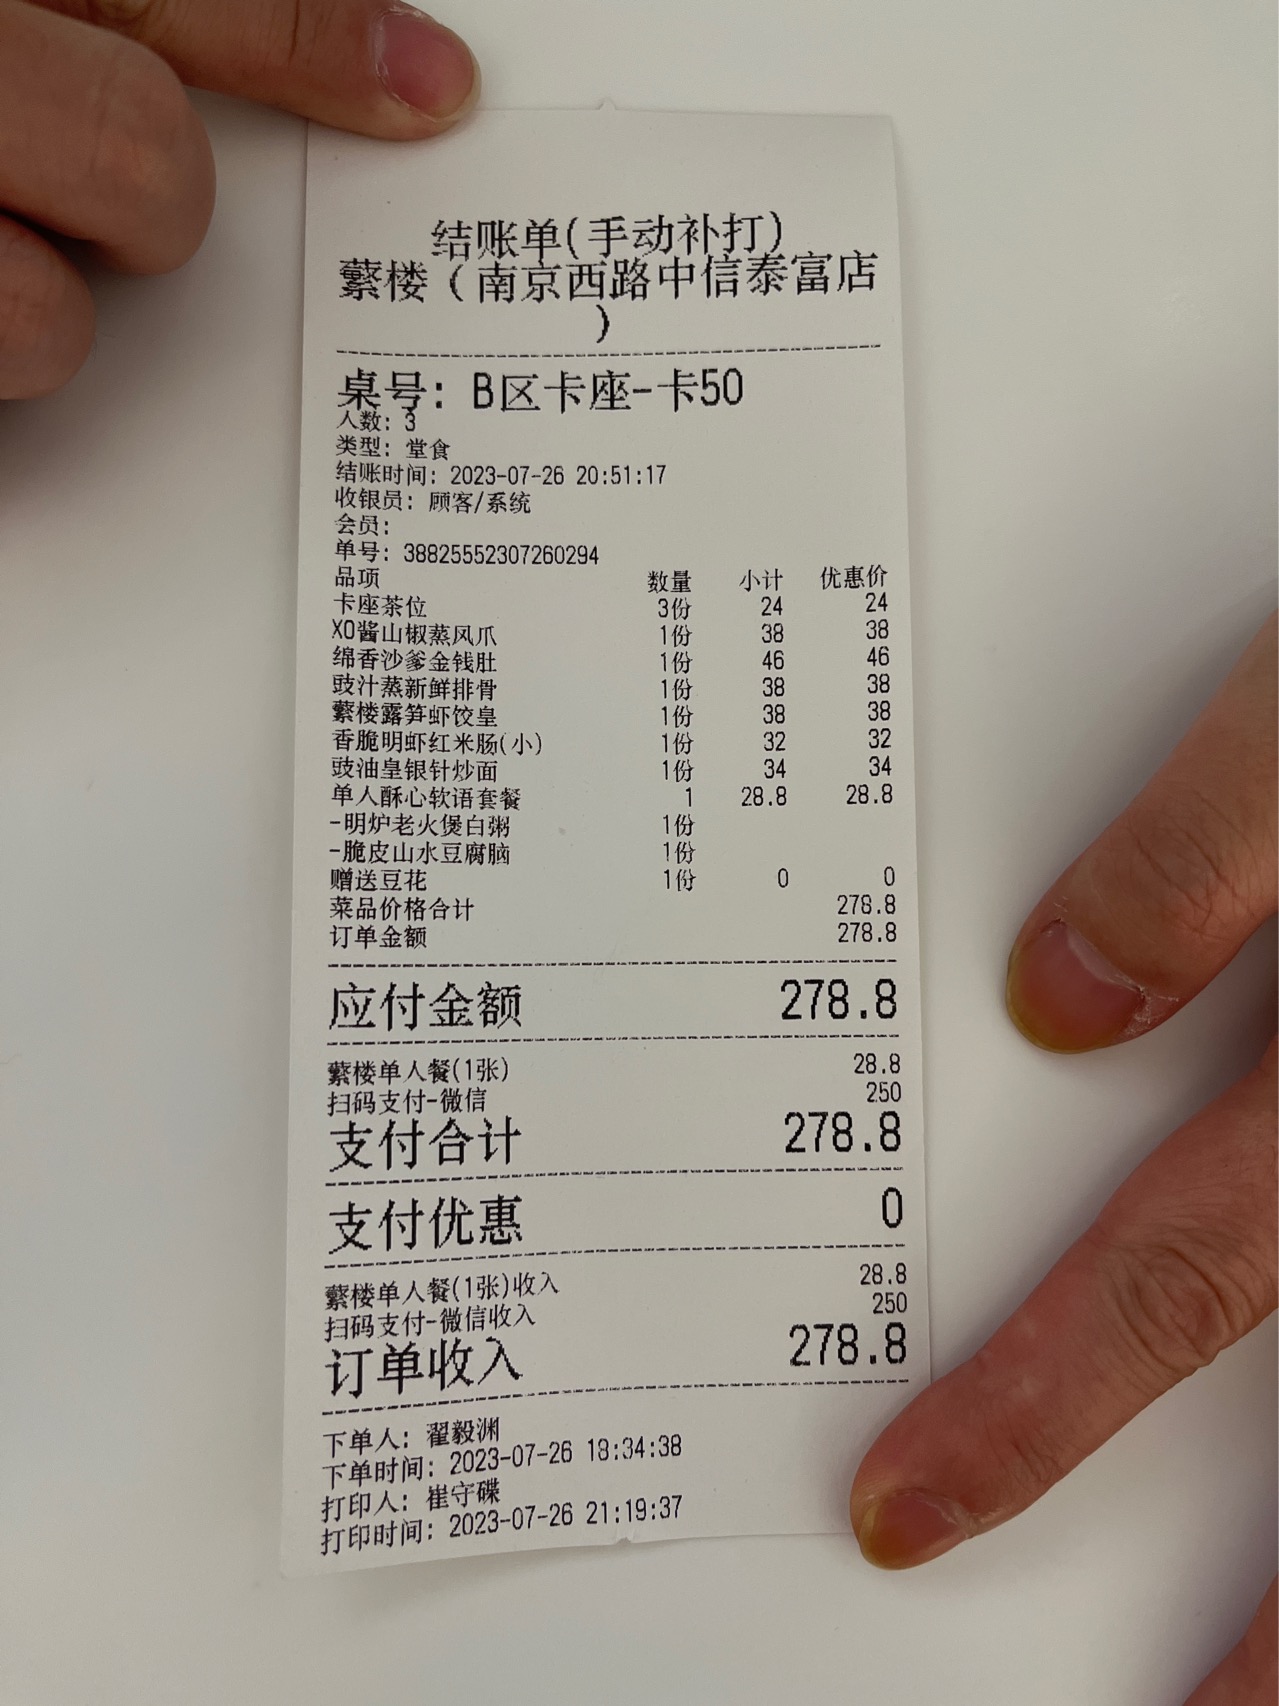 结账单(手动补打)
蘩楼（南京西路中信泰富店
）
桌号: B区卡座-卡50
人数: 3
类型: 堂食
结账时间: 2023-07-26 20:51:17
收银员: 顾客/系统
会员:
单号: 38825552307260294
品项 数量 小计 优惠价
卡座茶位 3份 24 24
XO酱山椒蒸凤爪 1份 38 38
绵香沙爹金钱肚 1份 46 46
豉汁蒸新鲜排骨 1份 38 38
蘩楼露笋虾饺皇 1份 38 38
香脆明虾红米肠(小) 1份 32 32
豉油皇银针炒面 1份 34 34
单人酥心软语套餐 1 28.8 28.8
-明炉老火煲白粥 1份
-脆皮山水豆腐脑 1份
赠送豆花 1份 0 0
菜品价格合计 278.8
订单金额 278.8
应付金额 278.8
蘩楼单人餐(1张) 28.8
扫码支付-微信 250
支付合计 278.8
支付优惠 0
蘩楼单人餐(1张)收入 28.8
扫码支付-微信收入 250
订单收入 278.8
下单人: 翟毅渊
下单时间: 2023-07-26 18:34:38
打印人: 崔守碟
打印时间: 2023-07-26 21:19:37